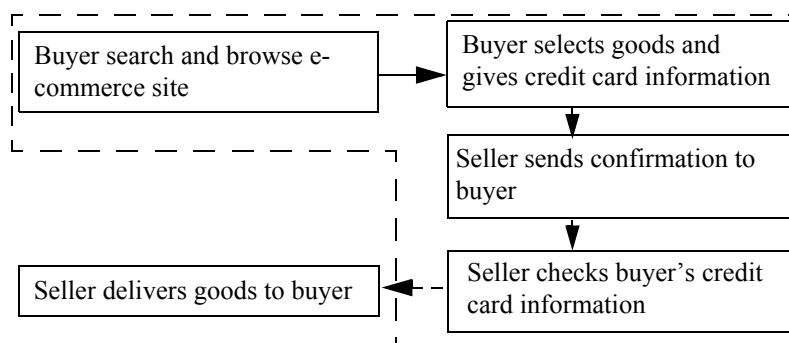 Buyer search and browse e-
commerce site
Buyer selects goods and
gives credit card information
Seller sends confirmation to
buyer
Seller checks buyer’s credit
card information
Seller delivers goods to buyer